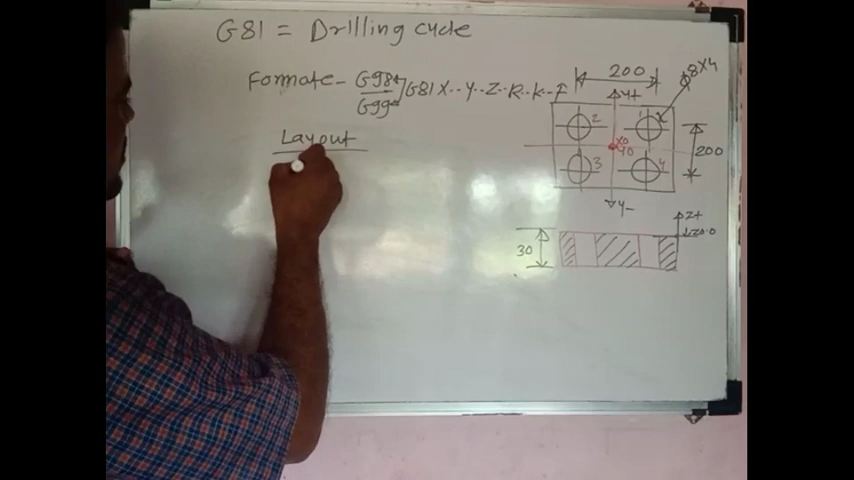 G81 = Drilling cycle
Formate - G98 G81 X.. Y.. Z.. R.. K.. F
G99
Layout
200
Ø8X4
Y+
2
1
X0
Y0
200
3
4
Y-
Z+
Z0.0
30